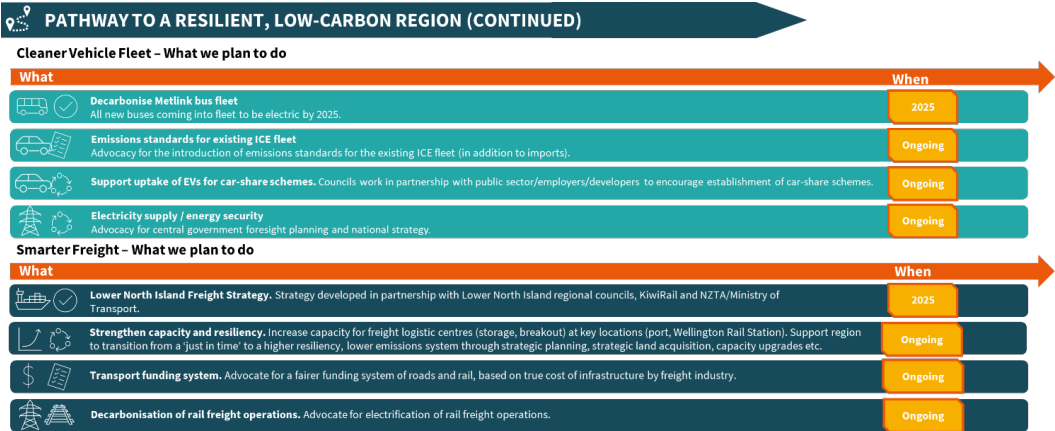 PATHWAY TO A RESILIENT, LOW-CARBON REGION (CONTINUED)
Cleaner Vehicle Fleet – What we plan to do
What When
Decarbonise Metlink bus fleet
All new buses coming into fleet to be electric by 2025.
2025
Emissions standards for existing ICE fleet
Advocacy for the introduction of emissions standards for the existing ICE fleet (in addition to imports).
Ongoing
Support uptake of EVs for car-share schemes. Councils work in partnership with public sector/employers/developers to encourage establishment of car-share schemes.
Ongoing
Electricity supply / energy security
Advocacy for central government foresight planning and national strategy.
Ongoing
Smarter Freight – What we plan to do
What When
Lower North Island Freight Strategy. Strategy developed in partnership with Lower North Island regional councils, KiwiRail and NZTA/Ministry of
Transport.
2025
Strengthen capacity and resiliency. Increase capacity for freight logistic centres (storage, breakout) at key locations (port, Wellington Rail Station). Support region
to transition from a ‘just in time’ to a higher resiliency, lower emissions system through strategic planning, strategic land acquisition, capacity upgrades etc.
Ongoing
Transport funding system. Advocate for a fairer funding system of roads and rail, based on true cost of infrastructure by freight industry.
Ongoing
Decarbonisation of rail freight operations. Advocate for electrification of rail freight operations.
Ongoing